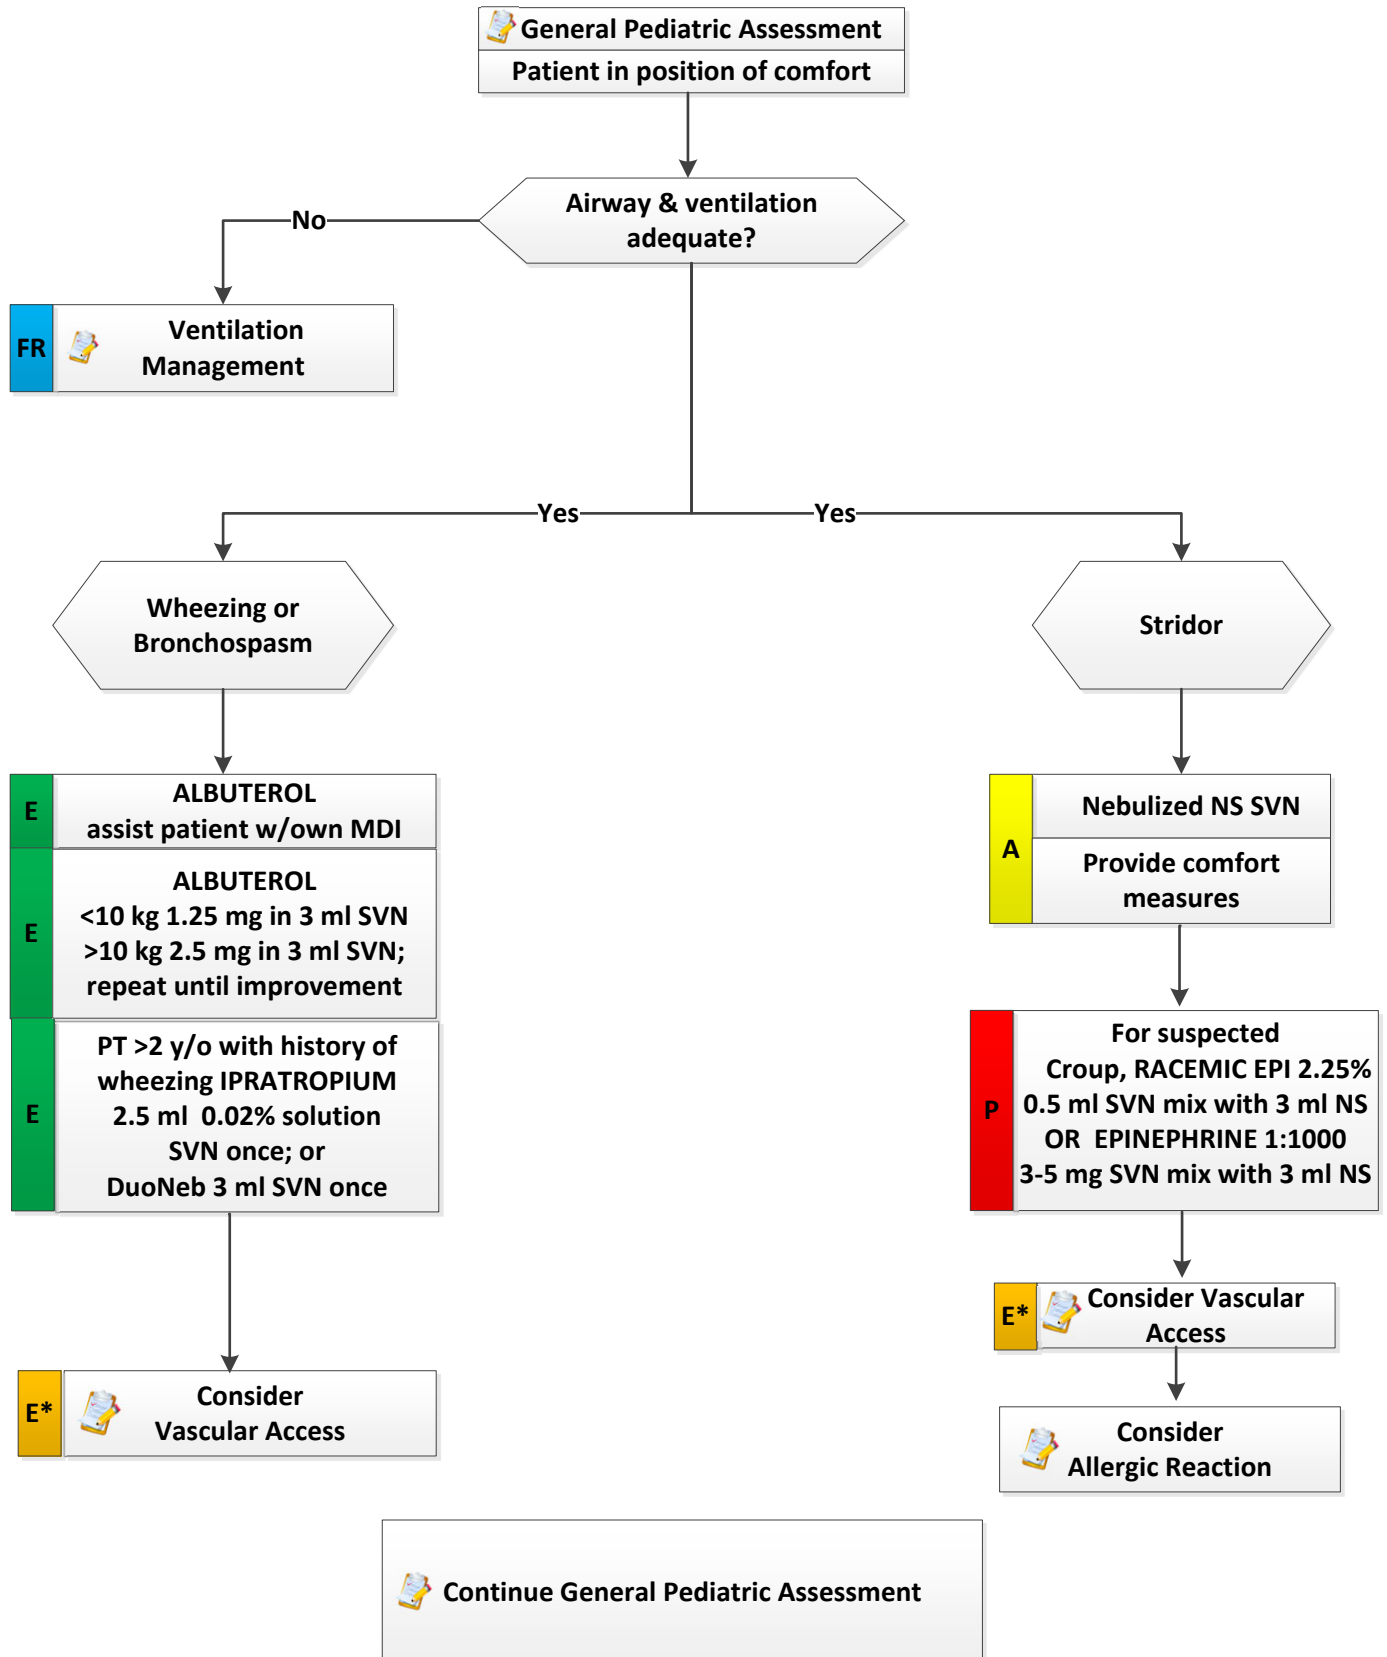 General Pediatric Assessment
Patient in position of comfort
Airway & ventilation
adequate?
No
FR
Ventilation
Management
Yes
Yes
Wheezing or
Bronchospasm
Stridor
E
ALBUTEROL
assist patient w/own MDI
E
ALBUTEROL
<10 kg 1.25 mg in 3 ml SVN
>10 kg 2.5 mg in 3 ml SVN;
repeat until improvement
E
PT >2 y/o with history of
wheezing IPRATROPIUM
2.5 ml 0.02% solution
SVN once; or
DuoNeb 3 ml SVN once
E*
Consider
Vascular Access
A
Nebulized NS SVN
Provide comfort
measures
P
For suspected
Croup, RACEMIC EPI 2.25%
0.5 ml SVN mix with 3 ml NS
OR EPINEPHRINE 1:1000
3-5 mg SVN mix with 3 ml NS
E*
Consider Vascular
Access
Consider
Allergic Reaction
Continue General Pediatric Assessment